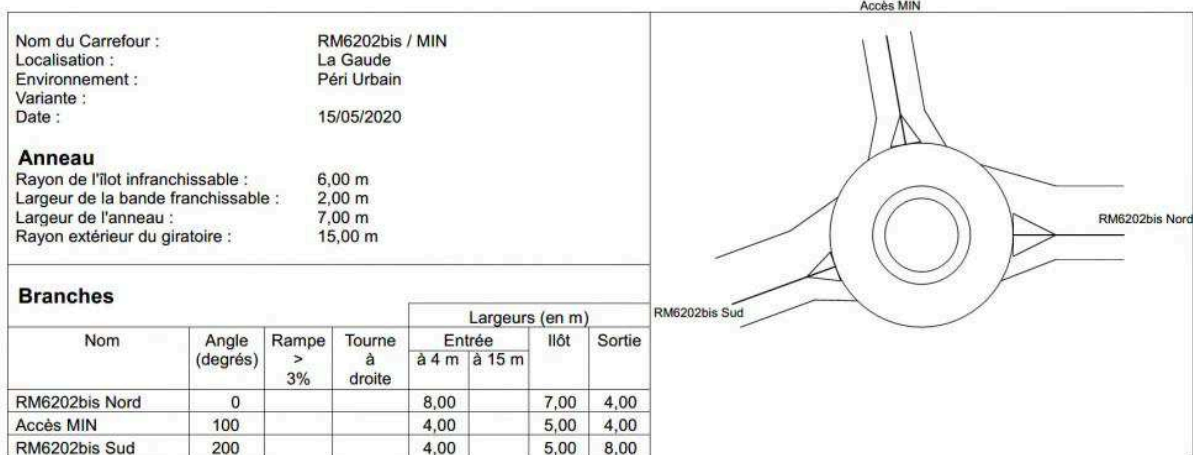 Accès MIN
Nom du Carrefour : RM6202bis / MIN
Localisation : La Gaude
Environnement : Péri Urbain
Variante :
Date : 15/05/2020
Anneau
Rayon de l'îlot infranchissable : 6,00 m
Largeur de la bande franchissable : 2,00 m
Largeur de l'anneau : 7,00 m
Rayon extérieur du giratoire : 15,00 m
RM6202bis Nord
RM6202bis Sud
Branches
Largeurs (en m)
Nom Angle Rampe Tourne Entrée Ilôt Sortie
(degrés) > à à 4 m à 15 m
3% droite
RM6202bis Nord 0 8,00 7,00 4,00
Accès MIN 100 4,00 5,00 4,00
RM6202bis Sud 200 4,00 5,00 8,00